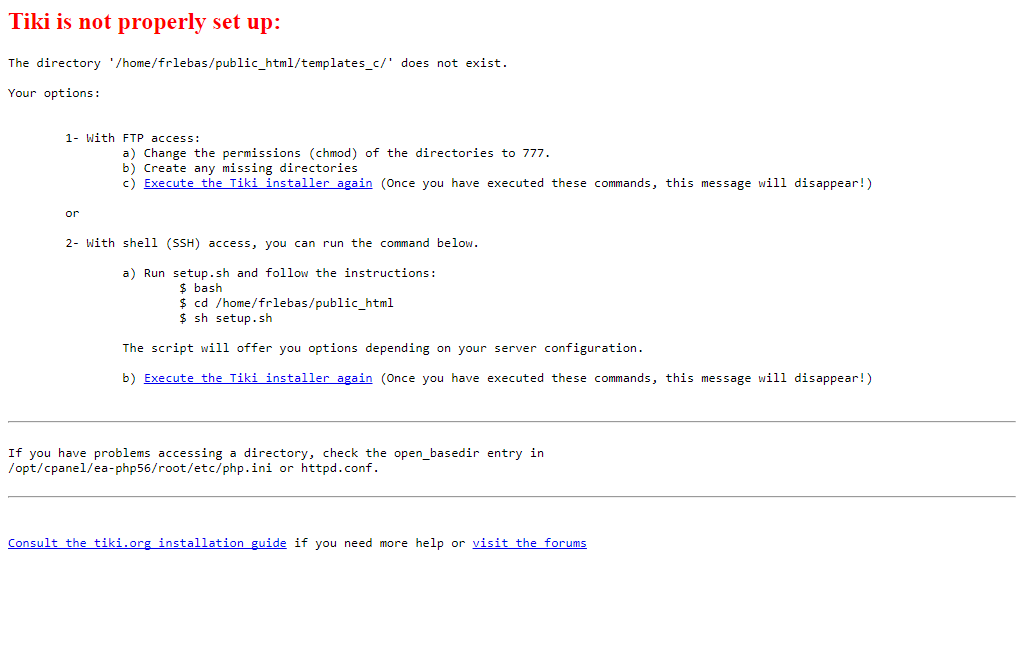 Tiki is not properly set up:
The directory '/home/frlebas/public_html/templates_c/' does not exist.
Your options:
1- With FTP access:
a) Change the permissions (chmod) of the directories to 777.
b) Create any missing directories
c) Execute the Tiki installer again (Once you have executed these commands, this message will disappear!)
or
2- With shell (SSH) access, you can run the command below.
a) Run setup.sh and follow the instructions:
$ bash
$ cd /home/frlebas/public_html
$ sh setup.sh
The script will offer you options depending on your server configuration.
b) Execute the Tiki installer again (Once you have executed these commands, this message will disappear!)
If you have problems accessing a directory, check the open_basedir entry in
/opt/cpanel/ea-php56/root/etc/php.ini or httpd.conf.
Consult the tiki.org installation guide if you need more help or visit the forums